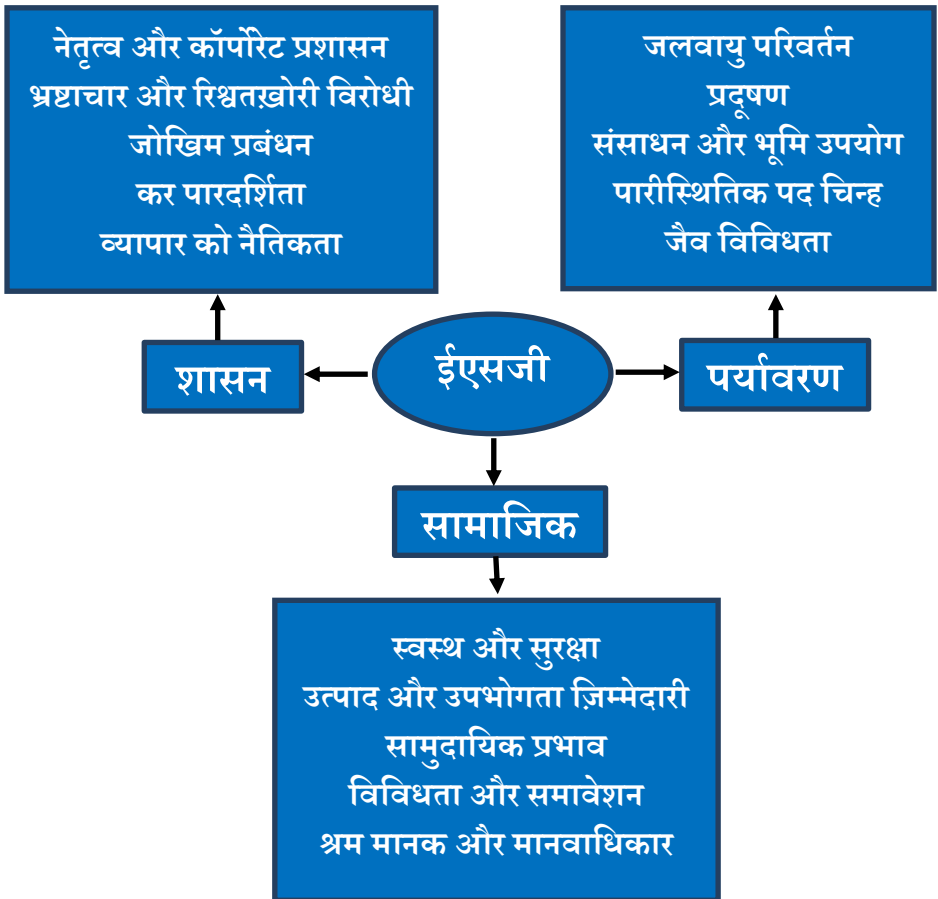 नेतृत्व और कॉर्पोरेट प्रशासन
भ्रष्टाचार और रिश्वतख़ोरी विरोधी
जोखिम प्रबंधन
कर पारदर्शिता
व्यापार को नैतिकता
जलवायु परिवर्तन
प्रदूषण
संसाधन और भूमि उपयोग
पारीस्थितिक पद चिन्ह
जैव विविधता
शासन
ईएसजी
पर्यावरण
सामाजिक
स्वस्थ और सुरक्षा
उत्पाद और उपभोगता ज़िम्मेदारी
सामुदायिक प्रभाव
विविधता और समावेशन
श्रम मानक और मानवाधिकार